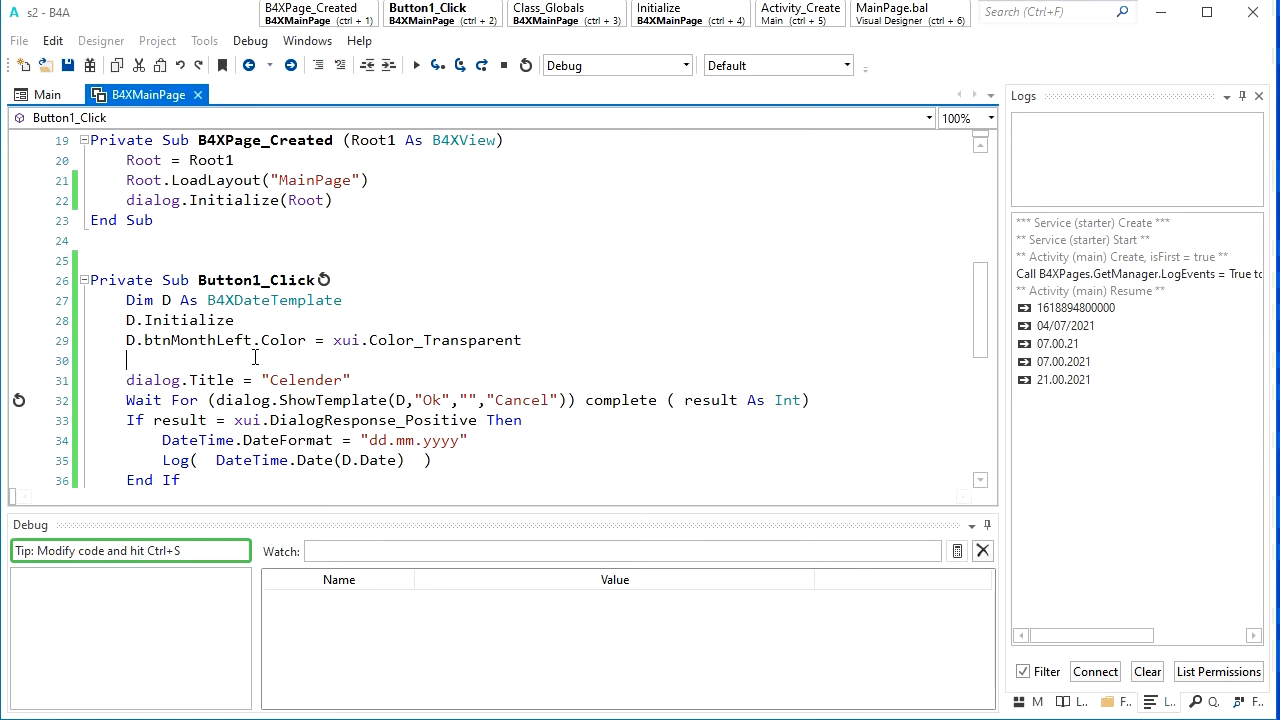 s2 - B4A
B4XPage_Created
B4XMainPage (ctrl + 1)
Button1_Click
B4XMainPage (ctrl + 2)
Class_Globals
B4XMainPage (ctrl + 3)
Initialize
B4XMainPage (ctrl + 4)
Activity_Create
Main (ctrl + 5)
MainPage.bal
Visual Designer (ctrl + 6)
Search (Ctrl+F)
File Edit Designer Project Tools Debug Windows Help
Debug Default
Main B4XMainPage
Button1_Click 100%
19 Private Sub B4XPage_Created (Root1 As B4XView)
20 Root = Root1
21 Root.LoadLayout("MainPage")
22 dialog.Initialize(Root)
23 End Sub
24
25
26 Private Sub Button1_Click
27 Dim D As B4XDateTemplate
28 D.Initialize
29 D.btnMonthLeft.Color = xui.Color_Transparent
30
31 dialog.Title = "Celender"
32 Wait For (dialog.ShowTemplate(D,"Ok","","Cancel")) complete ( result As Int)
33 If result = xui.DialogResponse_Positive Then
34 DateTime.DateFormat = "dd.mm.yyyy"
35 Log( DateTime.Date(D.Date) )
36 End If
Debug
Tip: Modify code and hit Ctrl+S
Watch:
Name Value
Logs
*** Service (starter) Create ***
** Service (starter) Start **
** Activity (main) Create, isFirst = true **
Call B4XPages.GetManager.LogEvents = True to
** Activity (main) Resume **
1618894800000
04/07/2021
07.00.21
07.00.2021
21.00.2021
Filter Connect Clear List Permissions
M L.. F.. L.. Q. F..